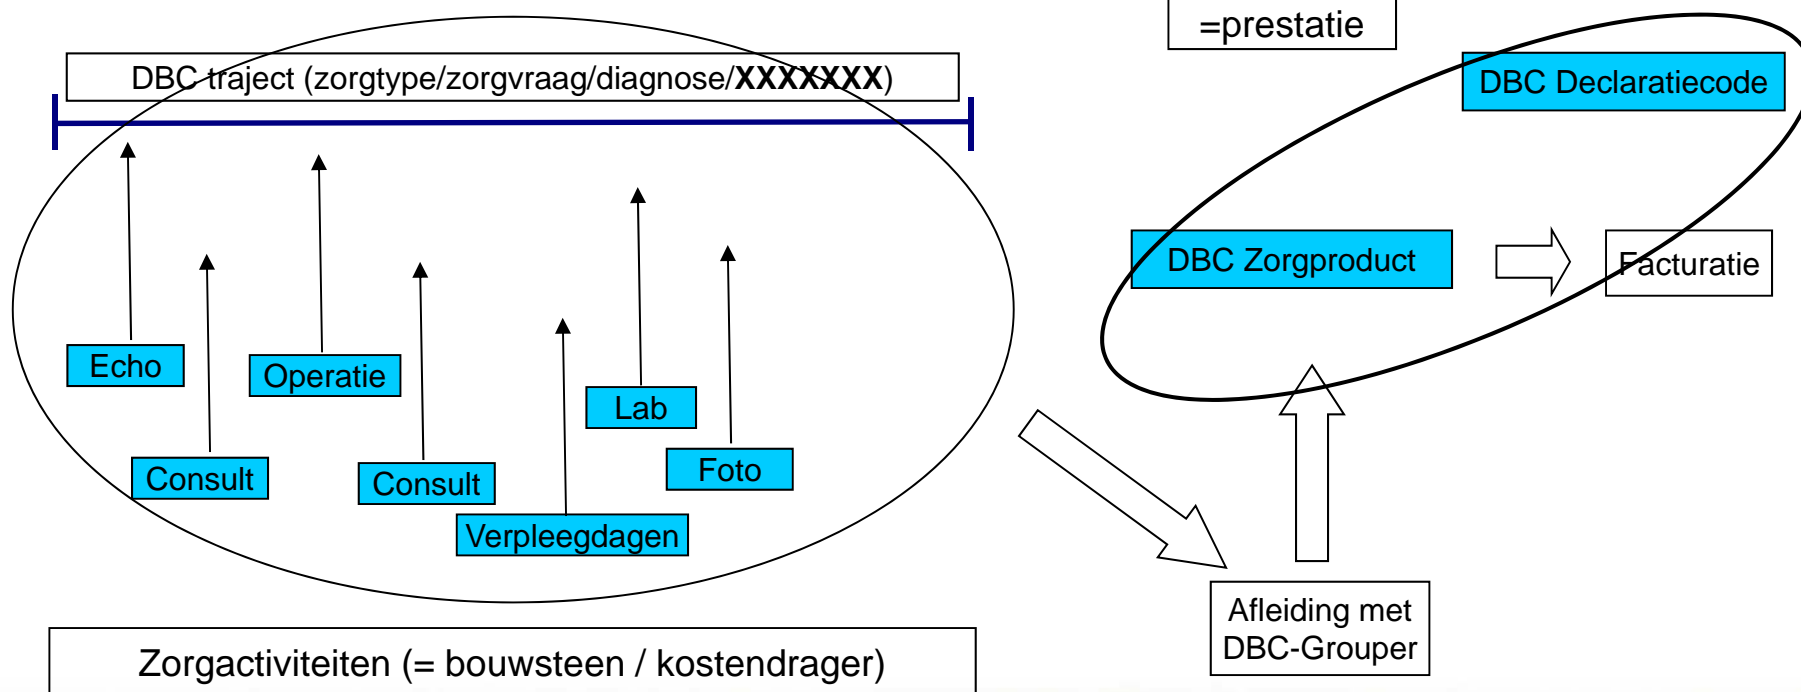 =prestatie
DBC traject (zorgtype/zorgvraag/diagnose/XXXXXXX)
DBC Declaratiecode
DBC Zorgproduct
Facturatie
Echo
Operatie
Lab
Consult
Consult
Foto
Verpleegdagen
Afleiding met
DBC-Grouper
Zorgactiviteiten (= bouwsteen / kostendrager)